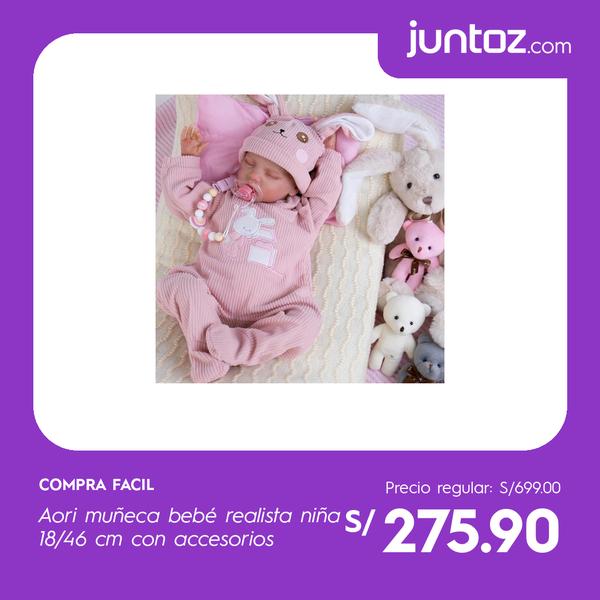 juntoz.com
COMPRA FACIL
Precio regular: S/699.00
Aori muñeca bebé realista niña
18/46 cm con accesorios
S/ 275.90